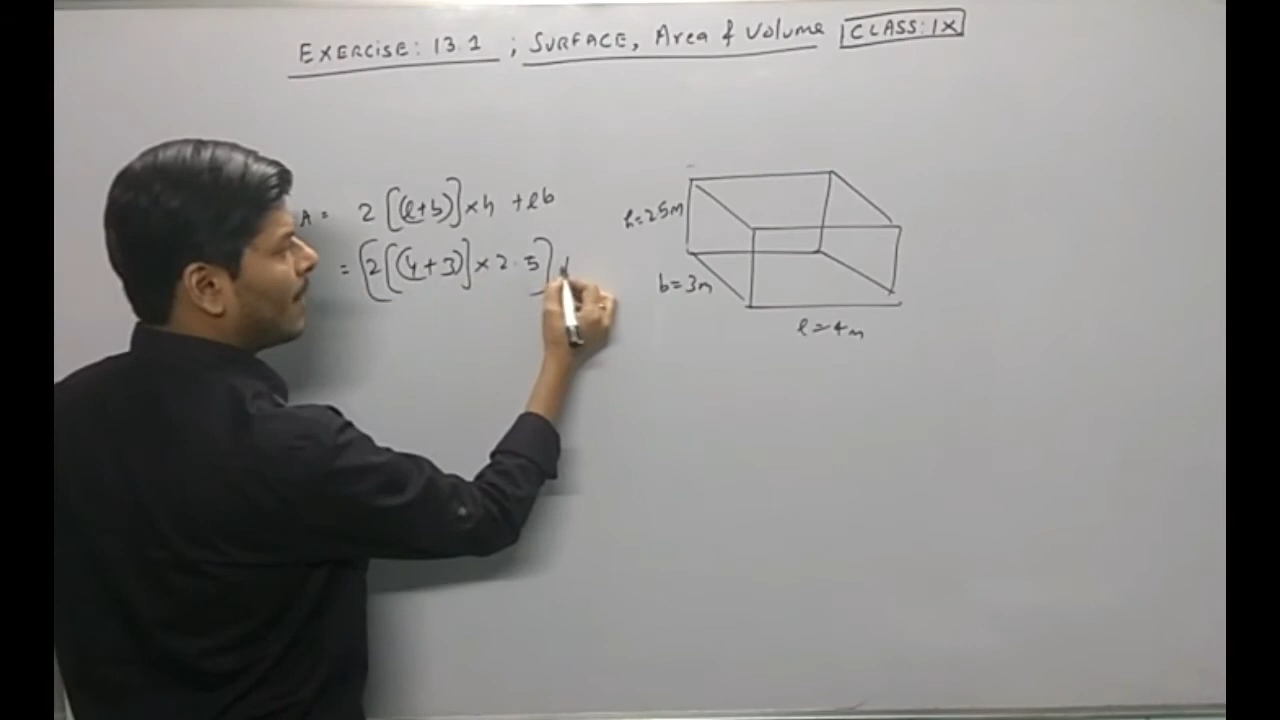 EXERCISE: 13.1 ; SURFACE, Area & Volume CLASS: IX
A = 2 [(l+b)] × h + lb
= [2 [(4+3)] × 2.5]
h=2.5m
b=3m
l=4m